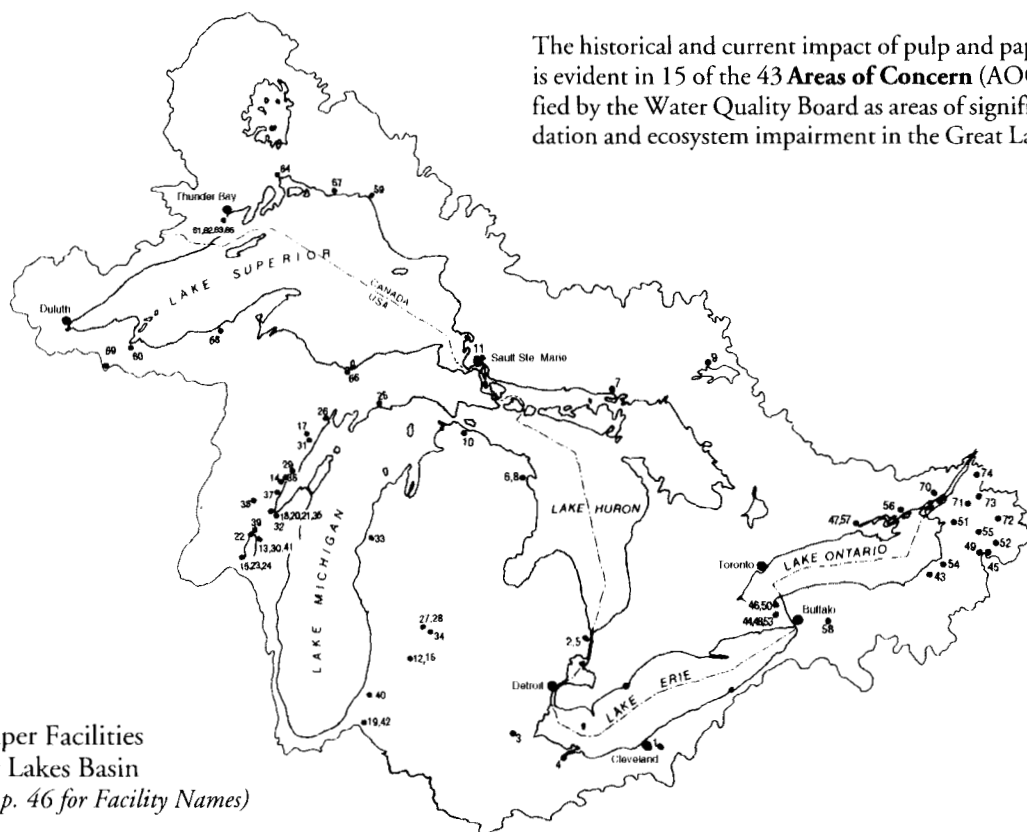 The historical and current impact of pulp and pap
is evident in 15 of the 43 Areas of Concern (AOC
fied by the Water Quality Board as areas of signifi
dation and ecosystem impairment in the Great La
64
67
59
Thunder Bay
61,62,63,65
LAKE SUPERIOR
CANADA
USA
Duluth
69
60
68
66
11
Sault Ste. Marie
9
7
25
26
17
31
10
29
37
38
6,8
18,20,21,35
32
39
22
13,30,41
15,23,24
33
LAKE MICHIGAN
LAKE HURON
27,28
34
12,16
40
19,42
2,5
Detroit
3
4
Cleveland
1
LAKE ERIE
Toronto
LAKE ONTARIO
46,50
44,48,53
Buffalo
58
47,57
56
70
74
71
73
51
72
55
52
49
45
54
43
per Facilities
Lakes Basin
p. 46 for Facility Names)